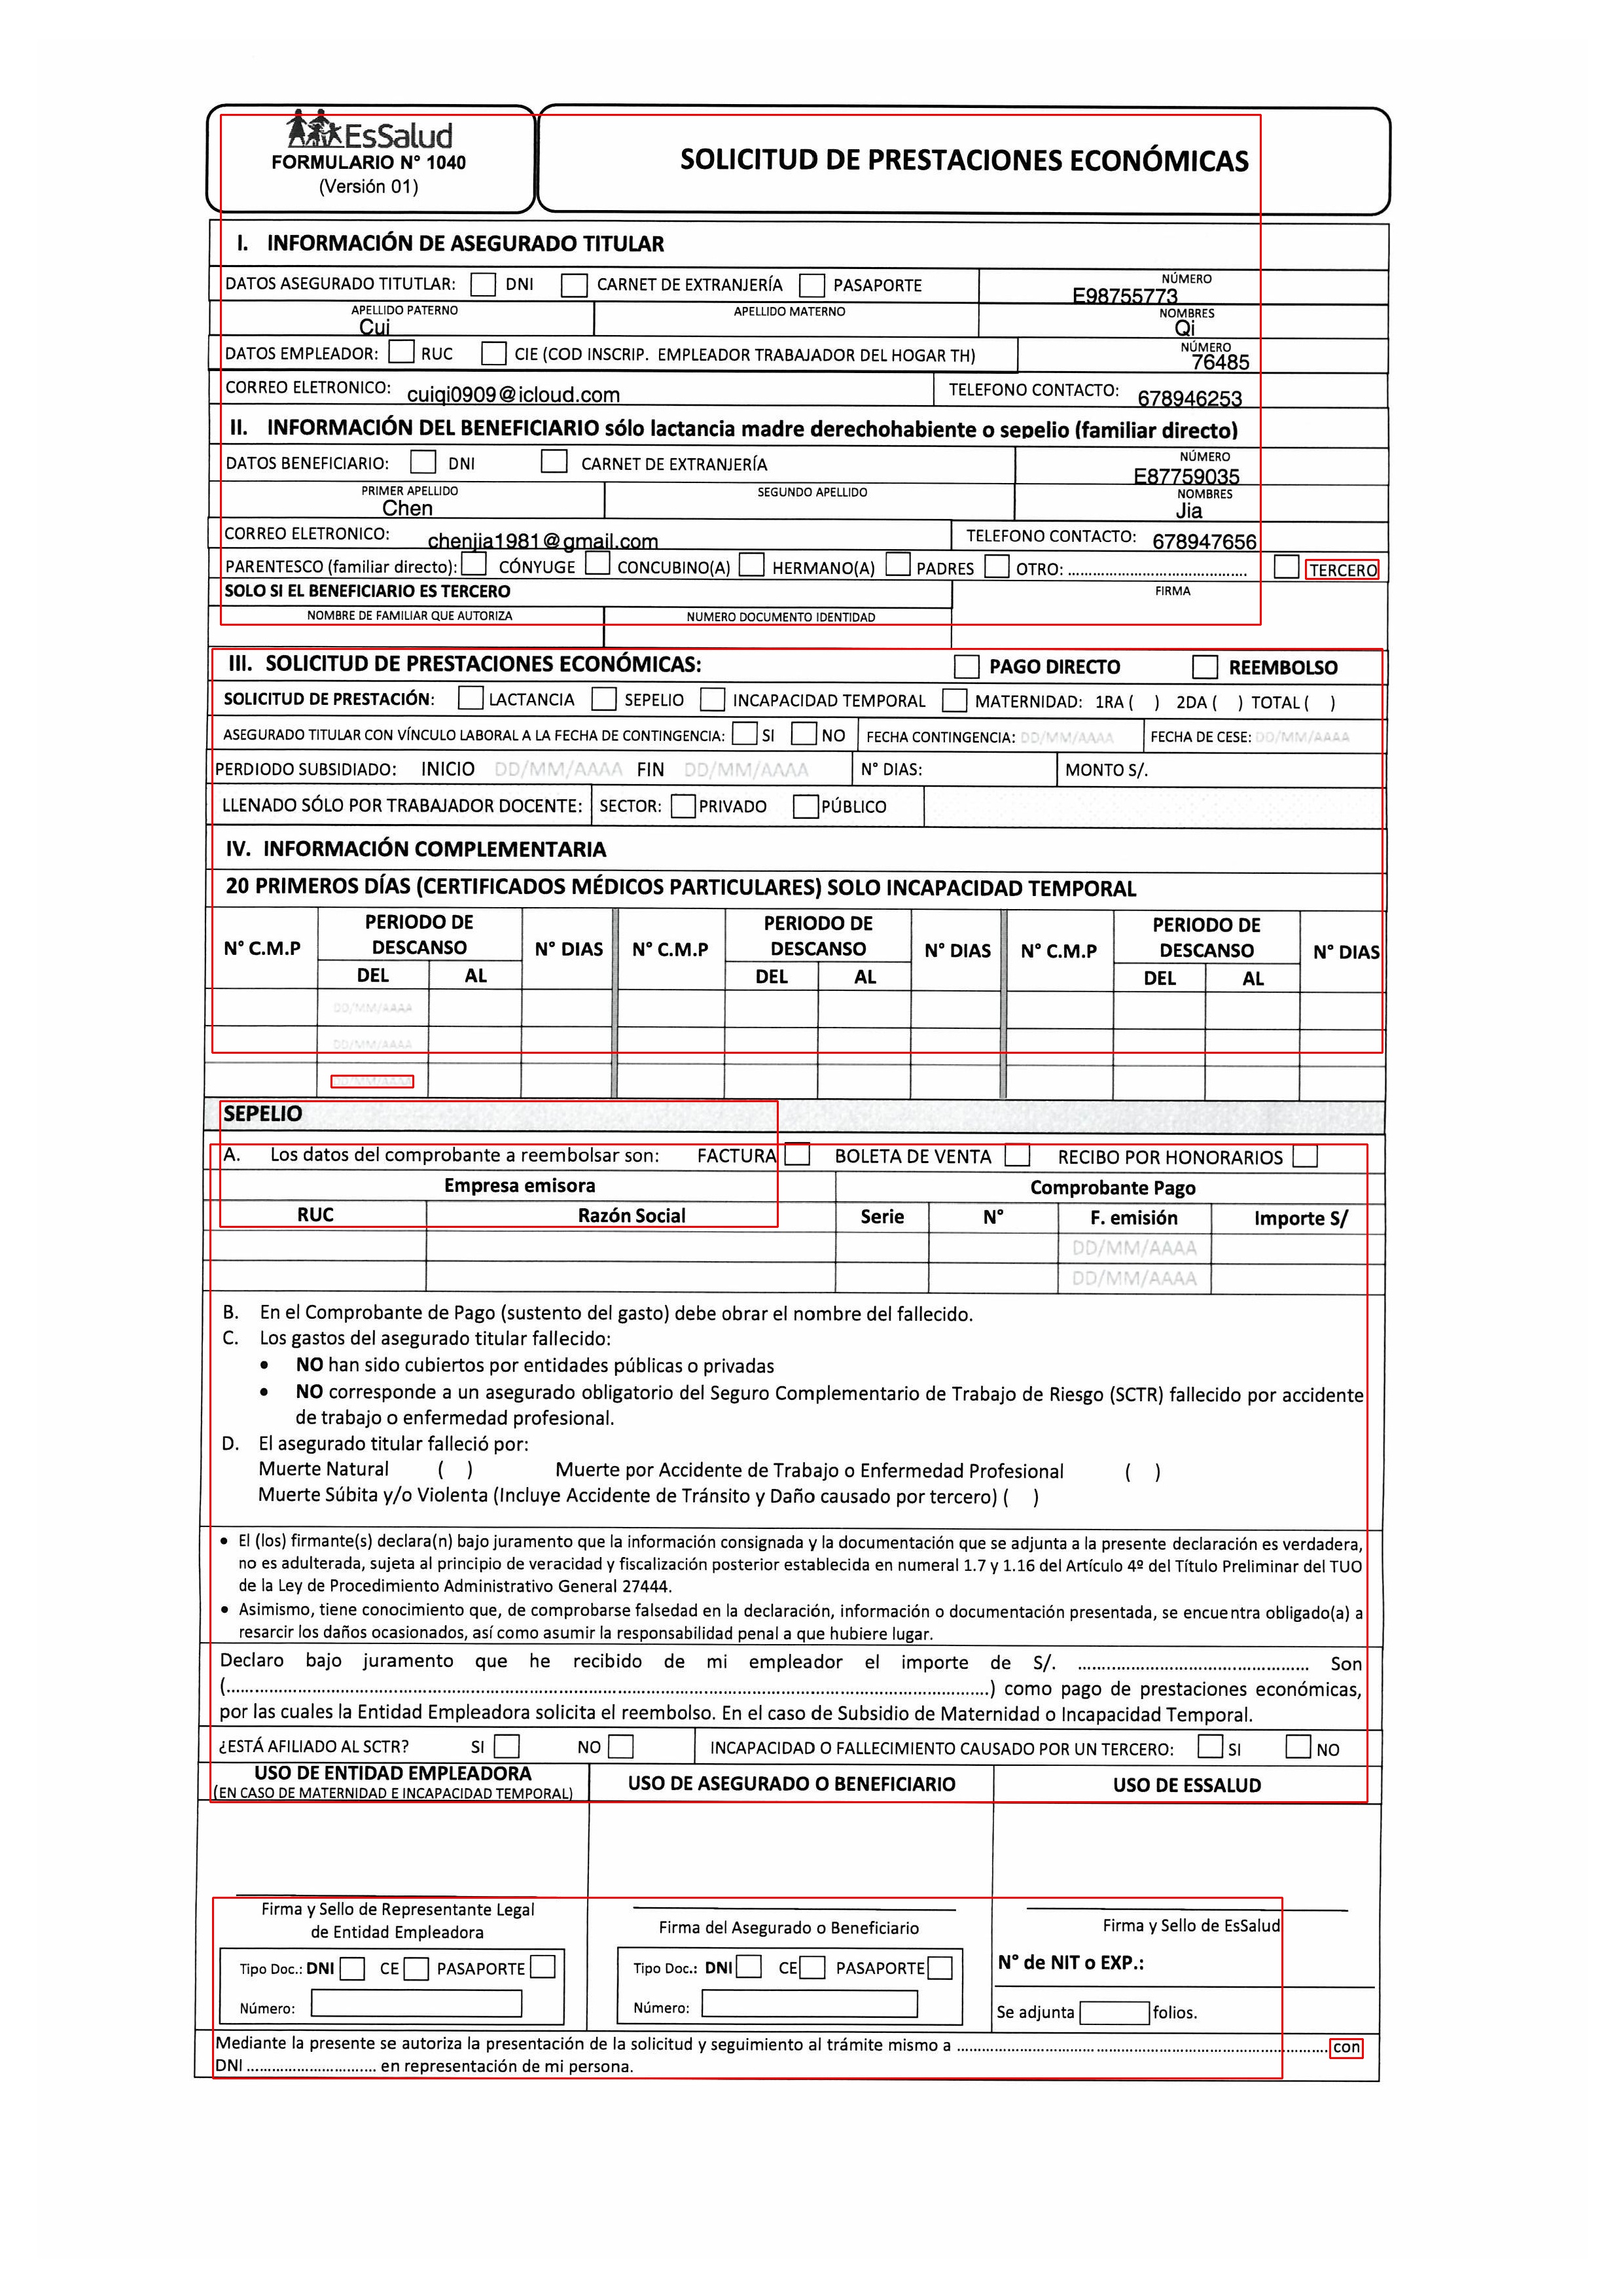 EsSalud
FORMULARIO N° 1040
(Versión 01)
SOLICITUD DE PRESTACIONES ECONÓMICAS
I. INFORMACIÓN DE ASEGURADO TITULAR
DATOS ASEGURADO TITUTLAR: DNI CARNET DE EXTRANJERÍA PASAPORTE NÚMERO
E98755773
APELLIDO PATERNO APELLIDO MATERNO NOMBRES
Cui Qi
DATOS EMPLEADOR: RUC CIE (COD INSCRIP. EMPLEADOR TRABAJADOR DEL HOGAR TH) NÚMERO
76485
CORREO ELETRONICO: cuiqi0909@icloud.com TELEFONO CONTACTO: 678946253
II. INFORMACIÓN DEL BENEFICIARIO sólo lactancia madre derechohabiente o sepelio (familiar directo)
DATOS BENEFICIARIO: DNI CARNET DE EXTRANJERÍA NÚMERO
E87759035
PRIMER APELLIDO SEGUNDO APELLIDO NOMBRES
Chen Jia
CORREO ELETRONICO: chenjia1981@gmail.com TELEFONO CONTACTO: 678947656
PARENTESCO (familiar directo): CÓNYUGE CONCUBINO(A) HERMANO(A) PADRES OTRO: ........................................ TERCERO
SOLO SI EL BENEFICIARIO ES TERCERO FIRMA
NOMBRE DE FAMILIAR QUE AUTORIZA NUMERO DOCUMENTO IDENTIDAD
III. SOLICITUD DE PRESTACIONES ECONÓMICAS: PAGO DIRECTO REEMBOLSO
SOLICITUD DE PRESTACIÓN: LACTANCIA SEPELIO INCAPACIDAD TEMPORAL MATERNIDAD: 1RA ( ) 2DA ( ) TOTAL ( )
ASEGURADO TITULAR CON VÍNCULO LABORAL A LA FECHA DE CONTINGENCIA: SI NO FECHA CONTINGENCIA: DD/MM/AAAA FECHA DE CESE: DD/MM/AAAA
PERDIODO SUBSIDIADO: INICIO DD/MM/AAAA FIN DD/MM/AAAA N° DIAS: MONTO S/.
LLENADO SÓLO POR TRABAJADOR DOCENTE: SECTOR: PRIVADO PÚBLICO
IV. INFORMACIÓN COMPLEMENTARIA
20 PRIMEROS DÍAS (CERTIFICADOS MÉDICOS PARTICULARES) SOLO INCAPACIDAD TEMPORAL
N° C.M.P PERIODO DE DESCANSO N° DIAS N° C.M.P PERIODO DE DESCANSO N° DIAS N° C.M.P PERIODO DE DESCANSO N° DIAS
DEL AL DEL AL DEL AL
DD/MM/AAAA
DD/MM/AAAA
DD/MM/AAAA
SEPELIO
A. Los datos del comprobante a reembolsar son: FACTURA BOLETA DE VENTA RECIBO POR HONORARIOS
Empresa emisora Comprobante Pago
RUC Razón Social Serie N° F. emisión Importe S/
DD/MM/AAAA
DD/MM/AAAA
B. En el Comprobante de Pago (sustento del gasto) debe obrar el nombre del fallecido.
C. Los gastos del asegurado titular fallecido:
• NO han sido cubiertos por entidades públicas o privadas
• NO corresponde a un asegurado obligatorio del Seguro Complementario de Trabajo de Riesgo (SCTR) fallecido por accidente
de trabajo o enfermedad profesional.
D. El asegurado titular falleció por:
Muerte Natural ( ) Muerte por Accidente de Trabajo o Enfermedad Profesional ( )
Muerte Súbita y/o Violenta (Incluye Accidente de Tránsito y Daño causado por tercero) ( )
• El (los) firmante(s) declara(n) bajo juramento que la información consignada y la documentación que se adjunta a la presente declaración es verdadera,
no es adulterada, sujeta al principio de veracidad y fiscalización posterior establecida en numeral 1.7 y 1.16 del Artículo 4º del Título Preliminar del TUO
de la Ley de Procedimiento Administrativo General 27444.
• Asimismo, tiene conocimiento que, de comprobarse falsedad en la declaración, información o documentación presentada, se encuentra obligado(a) a
resarcir los daños ocasionados, así como asumir la responsabilidad penal a que hubiere lugar.
Declaro bajo juramento que he recibido de mi empleador el importe de S/. ............................................ Son
(................................................................................................................................) como pago de prestaciones económicas,
por las cuales la Entidad Empleadora solicita el reembolso. En el caso de Subsidio de Maternidad o Incapacidad Temporal.
¿ESTÁ AFILIADO AL SCTR? SI NO INCAPACIDAD O FALLECIMIENTO CAUSADO POR UN TERCERO: SI NO
USO DE ENTIDAD EMPLEADORA USO DE ASEGURADO O BENEFICIARIO USO DE ESSALUD
(EN CASO DE MATERNIDAD E INCAPACIDAD TEMPORAL)
Firma y Sello de Representante Legal
de Entidad Empleadora
Firma del Asegurado o Beneficiario
Firma y Sello de EsSalud
Tipo Doc.: DNI CE PASAPORTE Tipo Doc.: DNI CE PASAPORTE N° de NIT o EXP.:
Número: Número: Se adjunta folios.
Mediante la presente se autoriza la presentación de la solicitud y seguimiento al trámite mismo a ........................................................................ con
DNI ............................ en representación de mi persona.